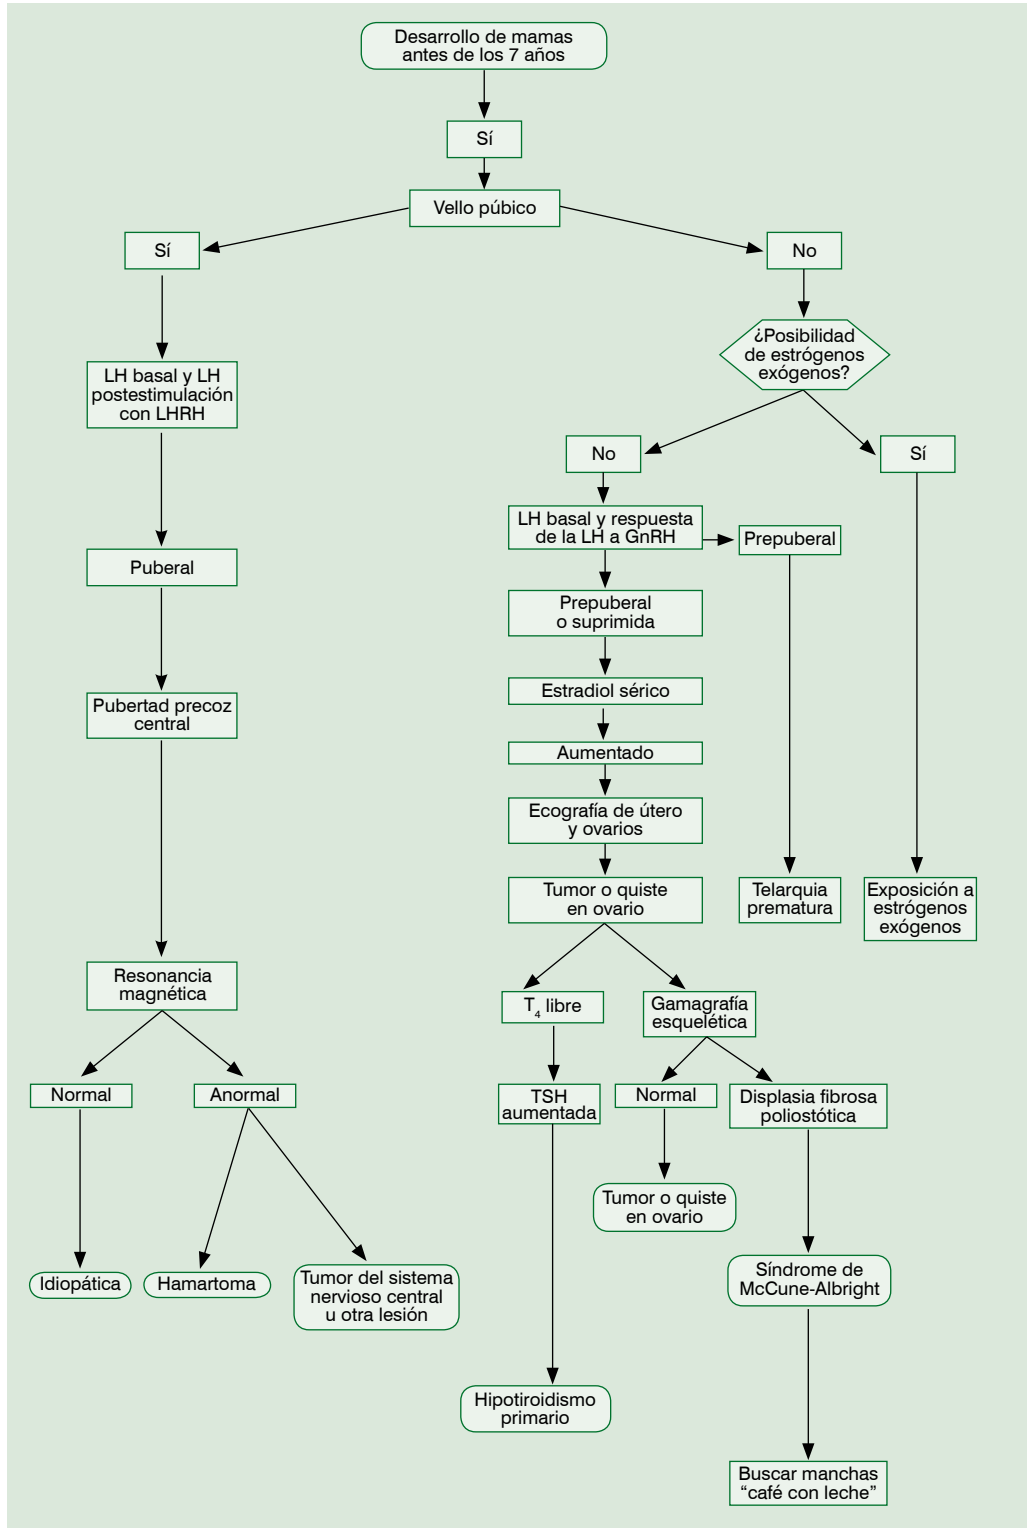 Desarrollo de mamas
antes de los 7 años
Sí
Vello púbico
Sí
No
¿Posibilidad
de estrógenos
exógenos?
LH basal y LH
postestimulación
con LHRH
No
Sí
LH basal y respuesta
de la LH a GnRH
Prepuberal
Puberal
Prepuberal
o suprimida
Estradiol sérico
Pubertad precoz
central
Aumentado
Ecografía de útero
y ovarios
Tumor o quiste
en ovario
Telarquia
prematura
Exposición a
estrógenos
exógenos
Resonancia
magnética
T4 libre
Gamagrafía
esquelética
Normal
Anormal
TSH
aumentada
Normal
Displasia fibrosa
poliostótica
Tumor o quiste
en ovario
Idiopática
Hamartoma
Tumor del sistema
nervioso central
u otra lesión
Síndrome de
McCune-Albright
Hipotiroidismo
primario
Buscar manchas
“café con leche”